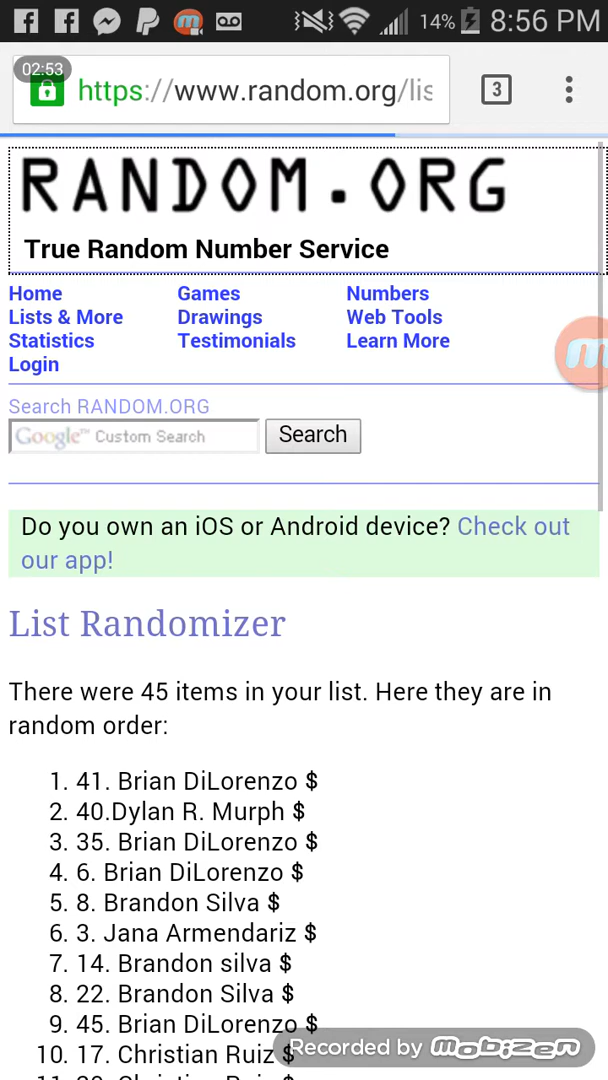 14% 8:56 PM
02:53
https://www.random.org/lis
3
RANDOM.ORG
True Random Number Service
Home Games Numbers
Lists & More Drawings Web Tools
Statistics Testimonials Learn More
Login
Search RANDOM.ORG
Google™ Custom Search Search
Do you own an iOS or Android device? Check out
our app!
List Randomizer
There were 45 items in your list. Here they are in
random order:
1. 41. Brian DiLorenzo $
2. 40.Dylan R. Murph $
3. 35. Brian DiLorenzo $
4. 6. Brian DiLorenzo $
5. 8. Brandon Silva $
6. 3. Jana Armendariz $
7. 14. Brandon silva $
8. 22. Brandon Silva $
9. 45. Brian DiLorenzo $
10. 17. Christian Ruiz $
Recorded by mobizen